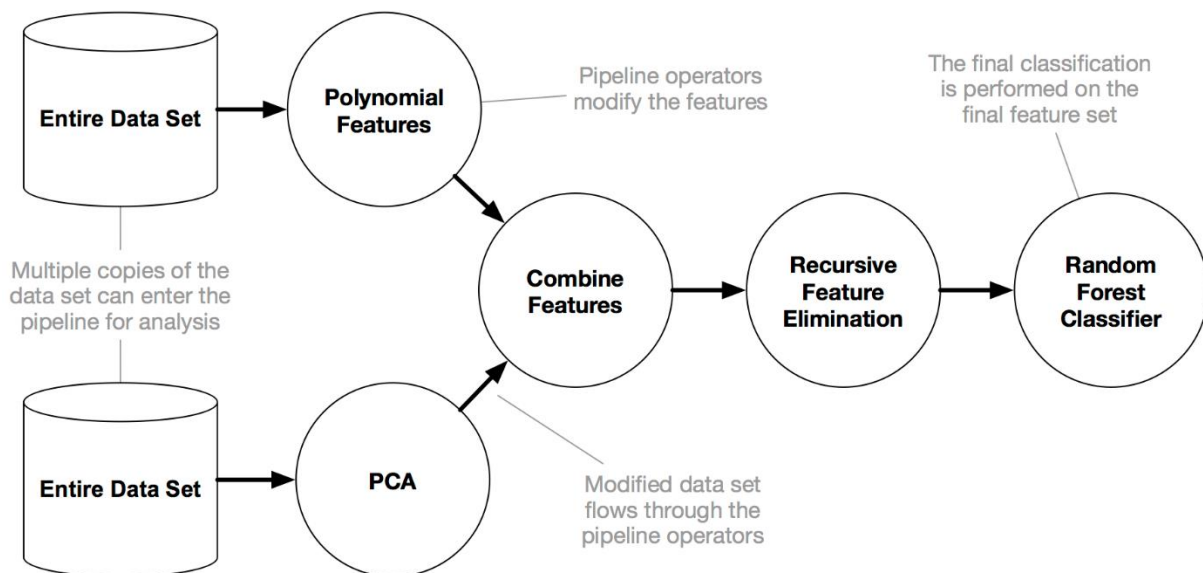 Entire Data Set
Polynomial
Features
Pipeline operators
modify the features
The final classification
is performed on the
final feature set
Multiple copies of the
data set can enter the
pipeline for analysis
Combine
Features
Recursive
Feature
Elimination
Random
Forest
Classifier
Entire Data Set
PCA
Modified data set
flows through the
pipeline operators